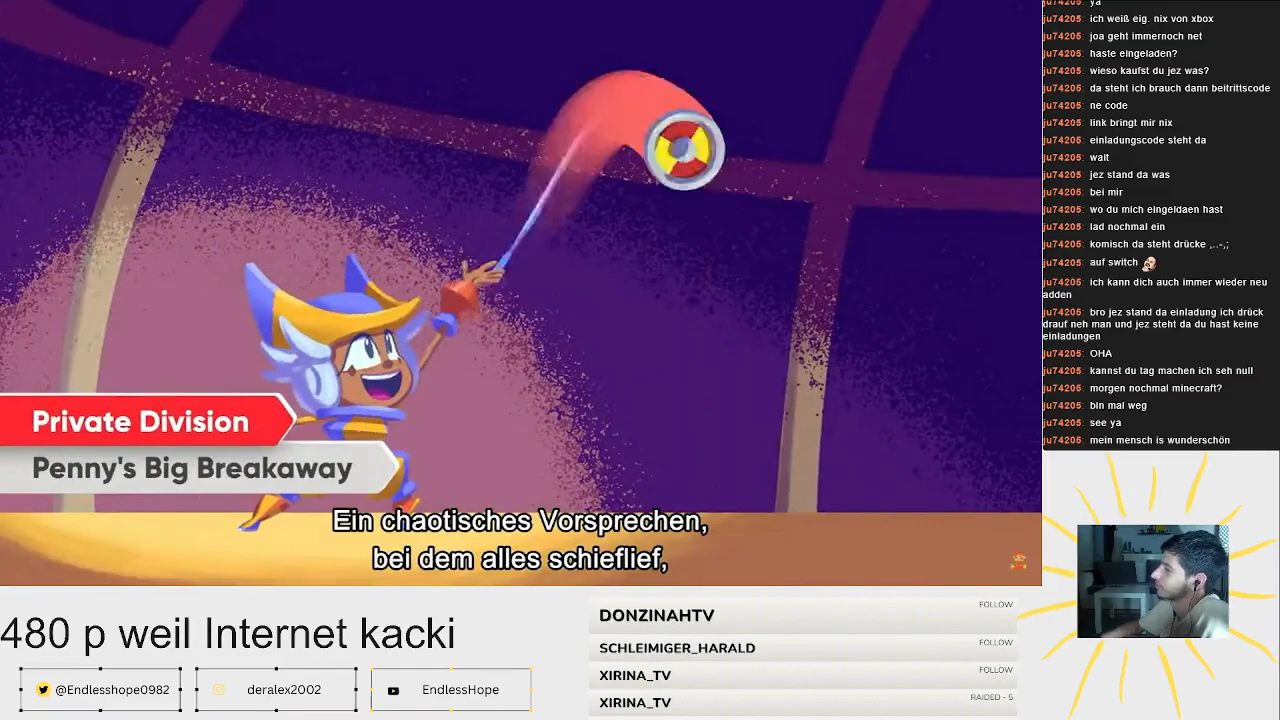 Private Division
Penny's Big Breakaway
Ein chaotisches Vorsprechen,
bei dem alles schieflief,
ju74205: ya
ju74205: ich weiß eig. nix von xbox
ju74205: joa geht immernoch net
ju74205: haste eingeladen?
ju74205: wieso kaufst du jez was?
ju74205: da steht ich brauch dann beitrittscode
ju74205: ne code
ju74205: link bringt mir nix
ju74205: einladungscode steht da
ju74205: wait
ju74205: jez stand da was
ju74205: bei mir
ju74205: wo du mich eingeldaen hast
ju74205: lad nochmal ein
ju74205: komisch da steht drücke ,..-,;
ju74205: auf switch
ju74205: ich kann dich auch immer wieder neu
adden
ju74205: bro jez stand da einladung ich drück
drauf neh man und jez steht da du hast keine
einladungen
ju74205: OHA
ju74205: kannst du tag machen ich seh null
ju74205: morgen nochmal minecraft?
ju74205: bin mal weg
ju74205: see ya
ju74205: mein mensch is wunderschön
480 p weil Internet kacki
@Endlesshope0982
deralex2002
EndlessHope
DONZINAHTV FOLLOW
SCHLEIMIGER_HARALD FOLLOW
XIRINA_TV FOLLOW
XIRINA_TV RAIDED - 5